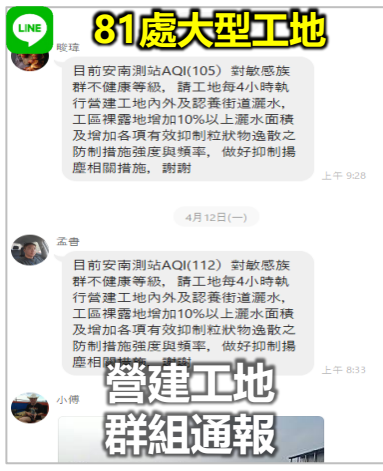 LINE
81處大型工地
峻瑋
目前安南測站AQI(105）對敏感族
群不健康等級，請工地每4小時執
行營建工地內外及認養街道灑水，
工區裸露地增加10%以上灑水面積
及增加各項有效抑制粒狀物逸散之
防制措施強度與頻率，做好抑制揚
塵相關措施，謝謝
上午 9:28
4月12日(一)
孟書
目前安南測站AQI(112）對敏感族
群不健康等級，請工地每4小時執
行營建工地內外及認養街道灑水，
工區裸露地增加10%以上灑水面積
及增加各項有效抑制粒狀物逸散之
防制措施強度與頻率，做好抑制揚
塵相關措施，謝謝
上午 8:33
營建工地
小傅
群組通報